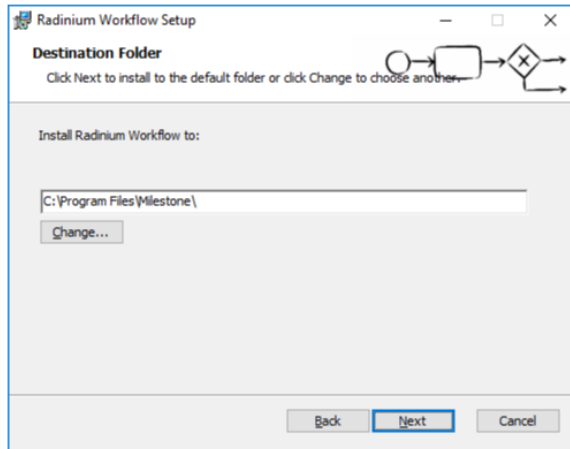 Radinium Workflow Setup
Destination Folder
Click Next to install to the default folder or click Change to choose another.
Install Radinium Workflow to:
C:\Program Files\Milestone\
Change...
Back Next Cancel